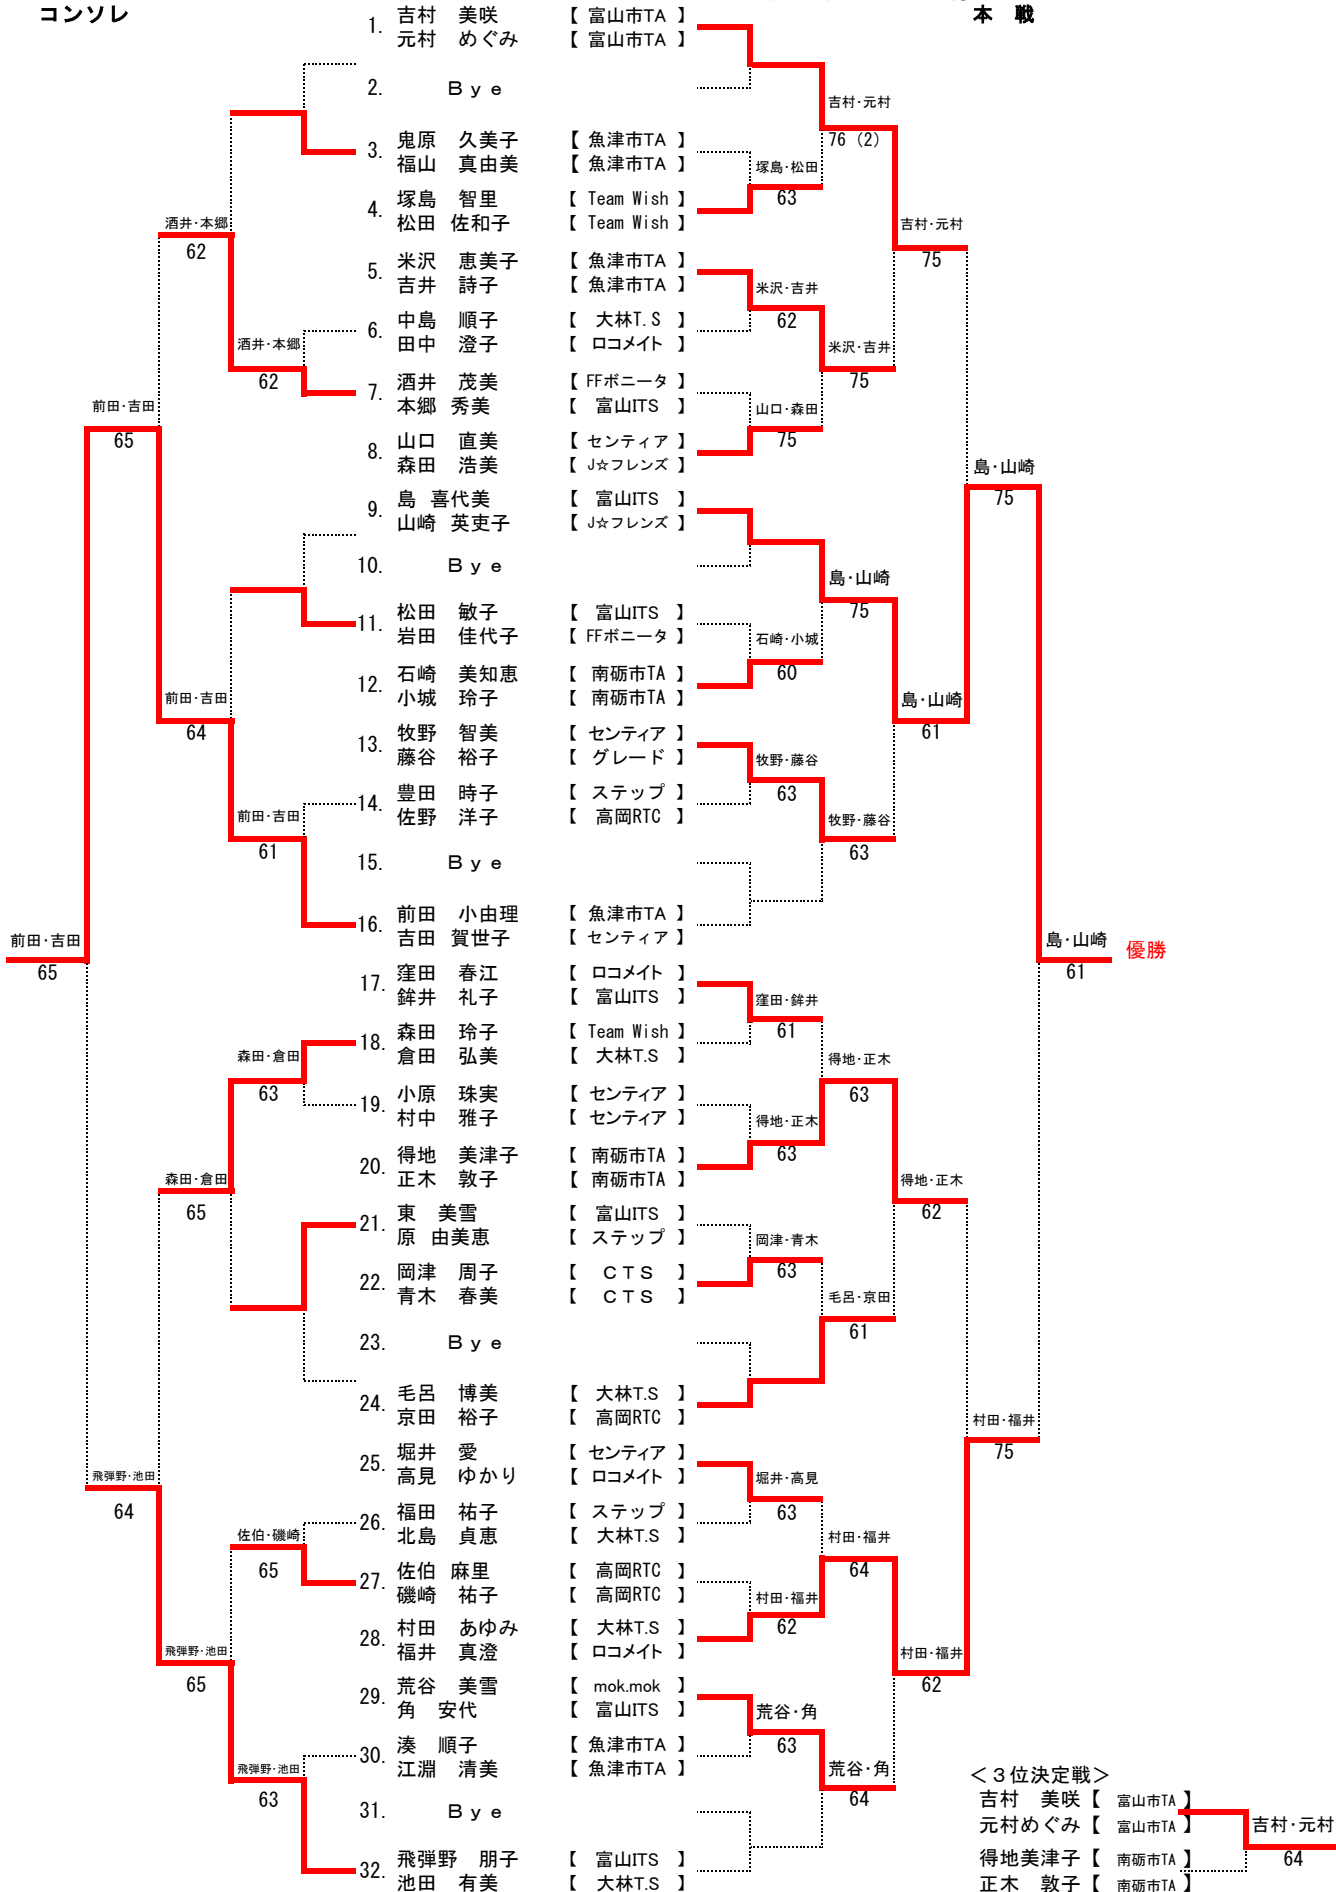 コンソレ
本 戦
1. 吉村 美咲 【 富山市TA 】
元村 めぐみ 【 富山市TA 】
2. Ｂｙｅ
吉村・元村
76 (2)
3. 鬼原 久美子 【 魚津市TA 】
福山 真由美 【 魚津市TA 】
塚島・松田
63
4. 塚島 智里 【 Team Wish 】
松田 佐和子 【 Team Wish 】
酒井・本郷
62
吉村・元村
75
5. 米沢 恵美子 【 魚津市TA 】
吉井 詩子 【 魚津市TA 】
米沢・吉井
62
6. 中島 順子 【 大林T.S 】
田中 澄子 【 ロコメイト 】
酒井・本郷
62
米沢・吉井
75
7. 酒井 茂美 【 FFボニータ 】
本郷 秀美 【 富山ITS 】
前田・吉田
65
山口・森田
75
8. 山口 直美 【 センティア 】
森田 浩美 【 J☆フレンズ 】
島・山崎
75
9. 島 喜代美 【 富山ITS 】
山崎 英吏子 【 J☆フレンズ 】
10. Ｂｙｅ
島・山崎
75
11. 松田 敏子 【 富山ITS 】
岩田 佳代子 【 FFボニータ 】
石崎・小城
60
12. 石崎 美知恵 【 南砺市TA 】
小城 玲子 【 南砺市TA 】
前田・吉田
64
島・山崎
61
13. 牧野 智美 【 センティア 】
藤谷 裕子 【 グレード 】
牧野・藤谷
63
14. 豊田 時子 【 ステップ 】
佐野 洋子 【 高岡RTC 】
前田・吉田
61
牧野・藤谷
63
15. Ｂｙｅ
16. 前田 小由理 【 魚津市TA 】
吉田 賀世子 【 センティア 】
前田・吉田
65
島・山崎
61
優勝
17. 窪田 春江 【 ロコメイト 】
鉾井 礼子 【 富山ITS 】
窪田・鉾井
61
18. 森田 玲子 【 Team Wish 】
倉田 弘美 【 大林T.S 】
森田・倉田
63
得地・正木
63
19. 小原 珠実 【 センティア 】
村中 雅子 【 センティア 】
得地・正木
63
20. 得地 美津子 【 南砺市TA 】
正木 敦子 【 南砺市TA 】
森田・倉田
65
得地・正木
62
21. 東 美雪 【 富山ITS 】
原 由美恵 【 ステップ 】
岡津・青木
63
22. 岡津 周子 【 ＣＴＳ 】
青木 春美 【 ＣＴＳ 】
毛呂・京田
61
23. Ｂｙｅ
24. 毛呂 博美 【 大林T.S 】
京田 裕子 【 高岡RTC 】
村田・福井
75
25. 堀井 愛 【 センティア 】
高見 ゆかり 【 ロコメイト 】
飛弾野・池田
64
堀井・高見
63
26. 福田 祐子 【 ステップ 】
北島 貞恵 【 大林T.S 】
佐伯・磯崎
65
村田・福井
64
27. 佐伯 麻里 【 高岡RTC 】
磯崎 祐子 【 高岡RTC 】
村田・福井
62
28. 村田 あゆみ 【 大林T.S 】
福井 真澄 【 ロコメイト 】
飛弾野・池田
65
村田・福井
62
29. 荒谷 美雪 【 mok.mok 】
角 安代 【 富山ITS 】
荒谷・角
63
30. 湊 順子 【 魚津市TA 】
江淵 清美 【 魚津市TA 】
飛弾野・池田
63
荒谷・角
64
31. Ｂｙｅ
32. 飛弾野 朋子 【 富山ITS 】
池田 有美 【 大林T.S 】
＜３位決定戦＞
吉村 美咲 【 富山市TA 】
元村めぐみ 【 富山市TA 】
吉村・元村
64
得地美津子 【 南砺市TA 】
正木 敦子 【 南砺市TA 】